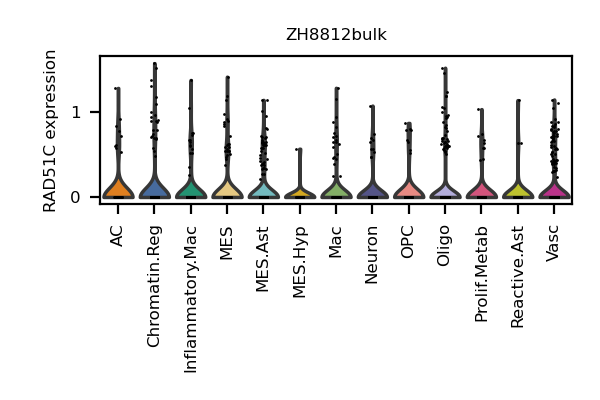 ZH8812bulk
RAD51C expression
1
0
AC
Chromatin.Reg
Inflammatory.Mac
MES
MES.Ast
MES.Hyp
Mac
Neuron
OPC
Oligo
Prolif.Metab
Reactive.Ast
Vasc